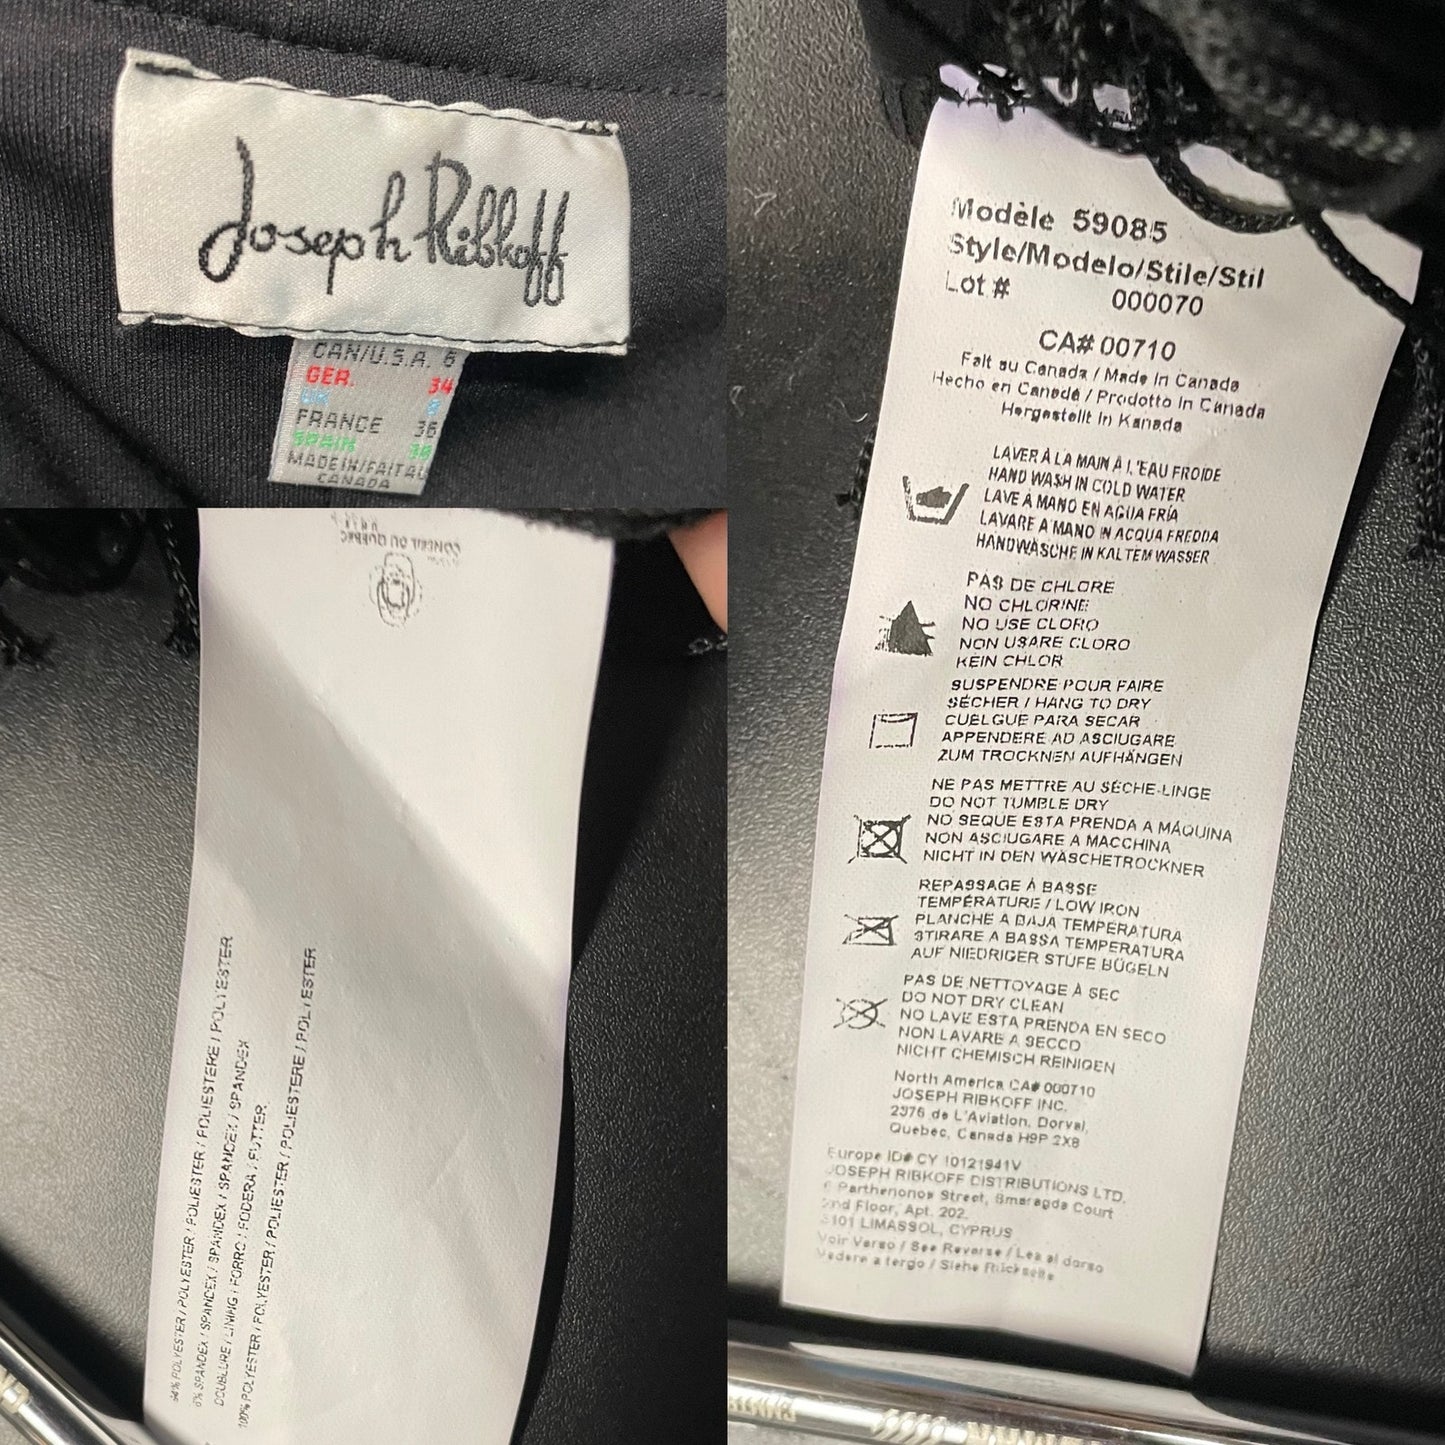 Joseph Ribkoff
CAN/U.S.A. 6
GER. 34
UK 8
FRANCE 36
SPAIN
MADE IN/FAIT AU
CANADA
CONSEIL DU QUEBEC
94% POLYESTER / POLYESTER / POLIESTER / POLIESTERE / POLYESTER
6% SPANDEX / SPANDEX / SPANDEX / SPANDEX / SPANDEX
DOUBLURE / LINING / FORRO / FODERA / FUTTER
100% POLYESTER / POLYESTER / POLIESTER / POLIESTERE / POLYESTER
Modèle 59085
Style/Modelo/Stile/Stil
Lot # 000070
CA# 00710
Fait au Canada / Made in Canada
Hecho en Canadá / Prodotto In Canada
Hergestellt in Kanada
LAVER À LA MAIN À L'EAU FROIDE
HAND WASH IN COLD WATER
LAVE À MANO EN AGUA FRÍA
LAVARE A MANO IN ACQUA FREDDA
HANDWÄSCHE IN KALTEM WASSER
PAS DE CHLORE
NO CHLORINE
NO USE CLORO
NON USARE CLORO
KEIN CHLOR
SUSPENDRE POUR FAIRE
SÉCHER / HANG TO DRY
CUELGUE PARA SECAR
APPENDERE AD ASCIUGARE
ZUM TROCKNEN AUFHÄNGEN
NE PAS METTRE AU SÈCHE-LINGE
DO NOT TUMBLE DRY
NO SEQUE ESTA PRENDA A MÁQUINA
NON ASCIUGARE A MACCHINA
NICHT IN DEN WÄSCHETROCKNER
REPASSAGE À BASSE
TEMPÉRATURE / LOW IRON
PLANCHE A BAJA TEMPERATURA
STIRARE A BASSA TEMPERATURA
AUF NIEDRIGER STUFE BÜGELN
PAS DE NETTOYAGE À SEC
DO NOT DRY CLEAN
NO LAVE ESTA PRENDA EN SECO
NON LAVARE A SECCO
NICHT CHEMISCH REINIGEN
North America CA# 000710
JOSEPH RIBKOFF INC.
2376 de L'Aviation, Dorval,
Quebec, Canada H9P 2X8
Europe ID# CY 10121941V
JOSEPH RIBKOFF DISTRIBUTIONS LTD.
6 Parthenonos Street, Smaragda Court
2nd Floor, Apt. 202.
3101 LIMASSOL, CYPRUS
Voir Verso / See Reverse / Lea al dorso
Vedere a tergo / Siehe Rückseite